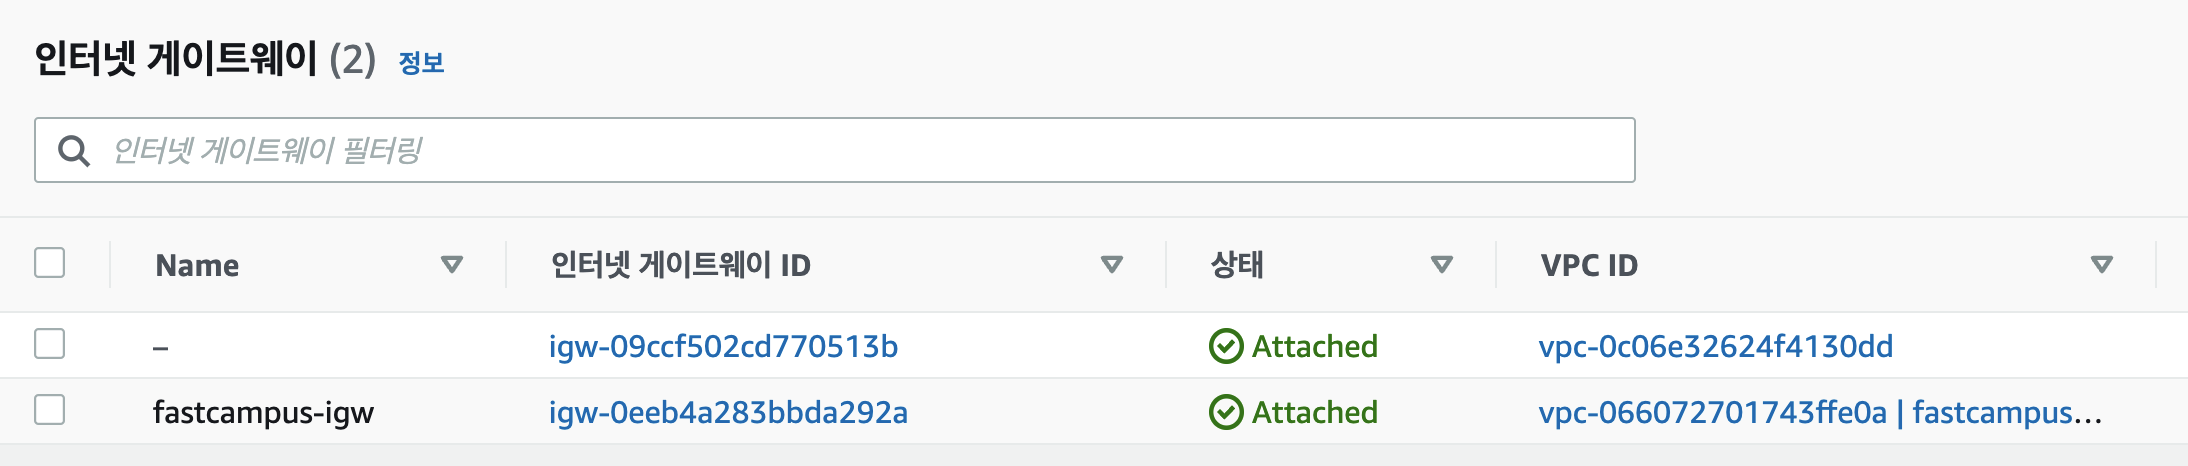 인터넷 게이트웨이 (2) 정보
인터넷 게이트웨이 필터링
Name 인터넷 게이트웨이 ID 상태 VPC ID
– igw-09ccf502cd770513b Attached vpc-0c06e32624f4130dd
fastcampus-igw igw-0eeb4a283bbda292a Attached vpc-066072701743ffe0a | fastcampus...